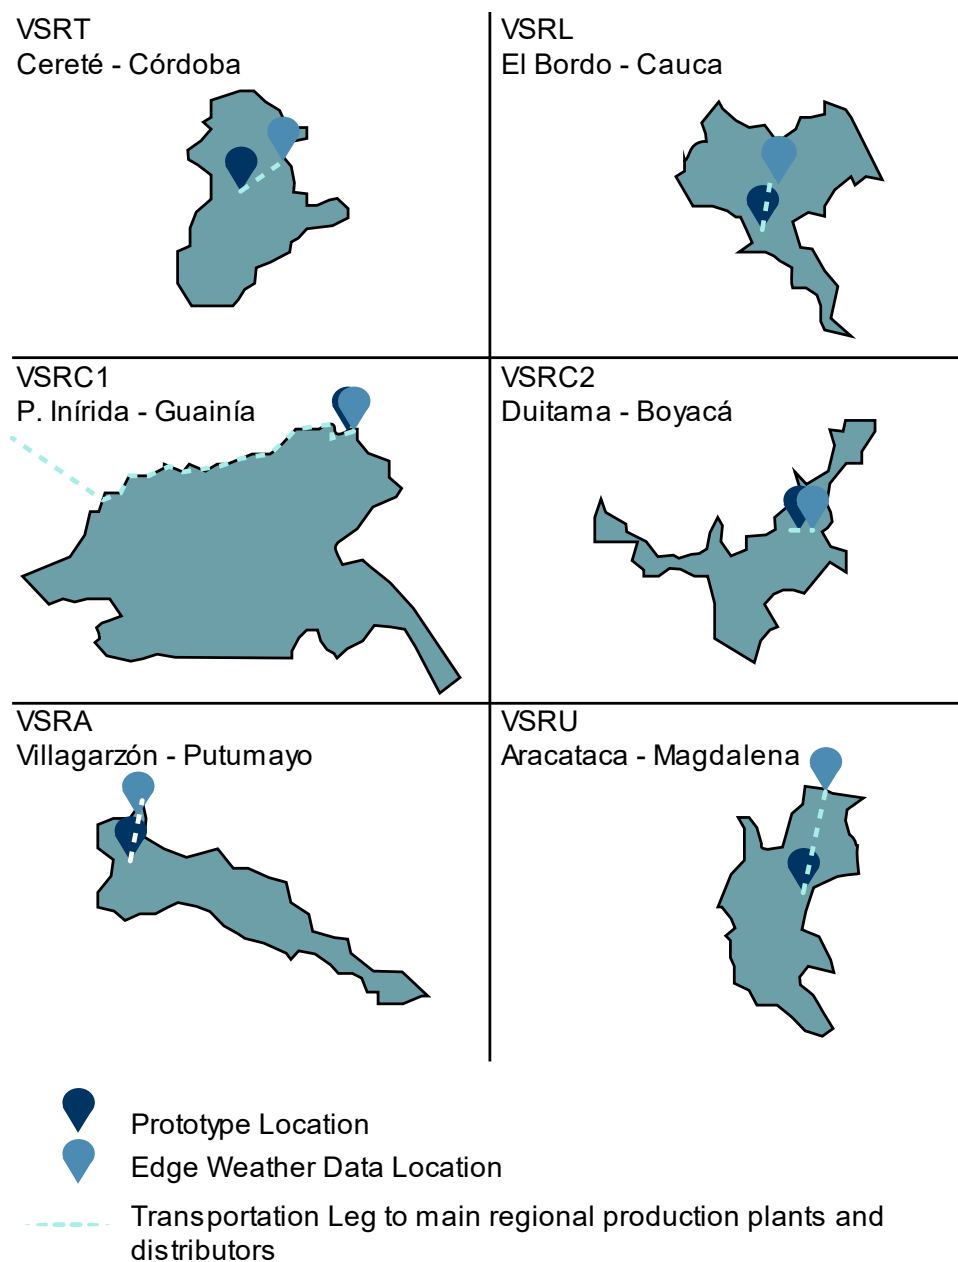 VSRT
Cereté - Córdoba
VSRL
El Bordo - Cauca
VSRC1
P. Inírida - Guainía
VSRC2
Duitama - Boyacá
VSRA
Villagarzón - Putumayo
VSRU
Aracataca - Magdalena
Prototype Location
Edge Weather Data Location
Transportation Leg to main regional production plants and
distributors